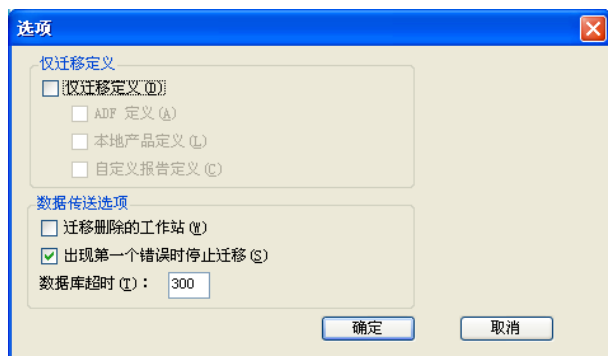 选项
仅迁移定义
仅迁移定义(D)
ADF 定义(A)
本地产品定义(L)
自定义报告定义(C)
数据传送选项
迁移删除的工作站(W)
出现第一个错误时停止迁移(S)
数据库超时(T)： 300
确定 取消